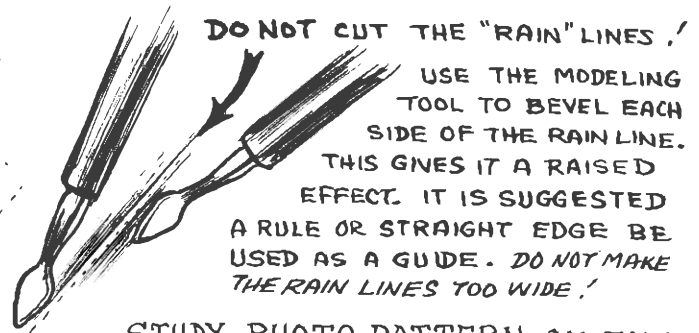 DO NOT CUT THE "RAIN" LINES!
USE THE MODELING
TOOL TO BEVEL EACH
SIDE OF THE RAIN LINE.
THIS GIVES IT A RAISED
EFFECT. IT IS SUGGESTED
A RULE OR STRAIGHT EDGE BE
USED AS A GUIDE. DO NOT MAKE
THE RAIN LINES TOO WIDE!
STUDY PHOTO PATTERN